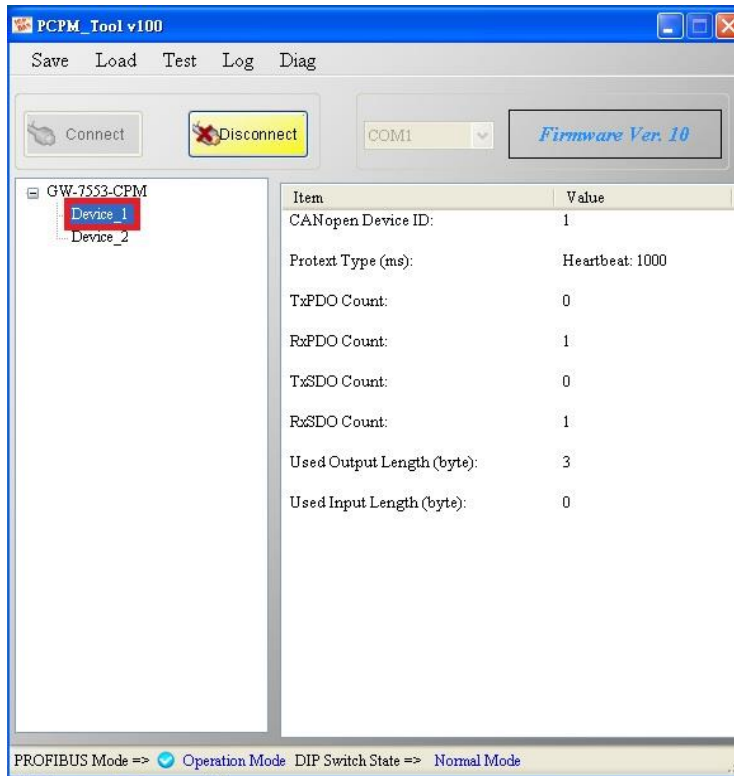 PCPM_Tool v100
Save Load Test Log Diag
Connect Disconnect COM1 Firmware Ver. 10
GW-7553-CPM
Device_1
Device_2
Item Value
CANopen Device ID: 1
Protext Type (ms): Heartbeat: 1000
TxPDO Count: 0
RxPDO Count: 1
TxSDO Count: 0
RxSDO Count: 1
Used Output Length (byte): 3
Used Input Length (byte): 0
PROFIBUS Mode => Operation Mode DIP Switch State => Normal Mode